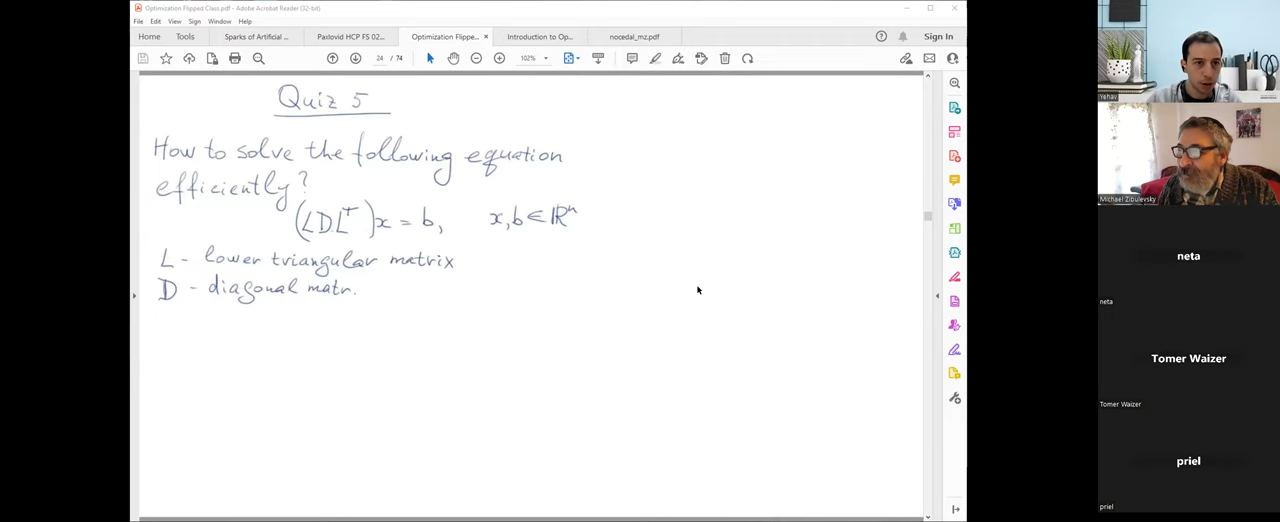 Optimization Flipped Class.pdf - Adobe Acrobat Reader (32-bit)
File Edit View Sign Window Help
Home Tools Sparks of Artificial ... Paxlovid HCP FS 02... Optimization Flippe... × Introduction to Op... nocedal_mz.pdf Sign In
24 / 74 102%
Quiz 5
How to solve the following equation
efficiently?
(LDL^T)x = b, x, b ∈ ℝ^n
L - lower triangular matrix
D - diagonal matr.
Yehav
Michael Zibulevsky
neta
neta
Tomer Waizer
Tomer Waizer
priel
priel